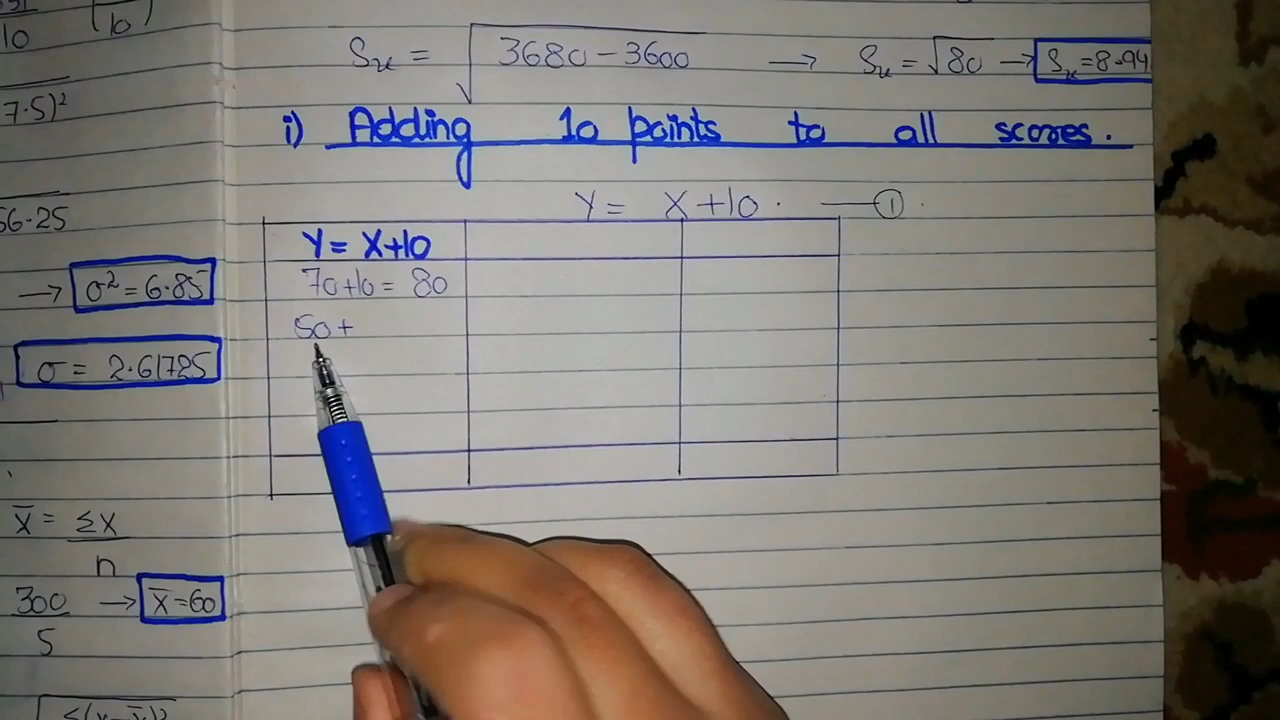 10
10
7.5)²
56.25
→ σ² = 6.85
σ = 2.61725
x̄ = Σx
n
300 → x̄ = 60
5
Sx = √3680 - 3600 → Sx = √80 → Sx = 8.94
i) Adding 10 points to all scores.
Y = X + 10. — ①
Y = X+10
70+10 = 80
50+